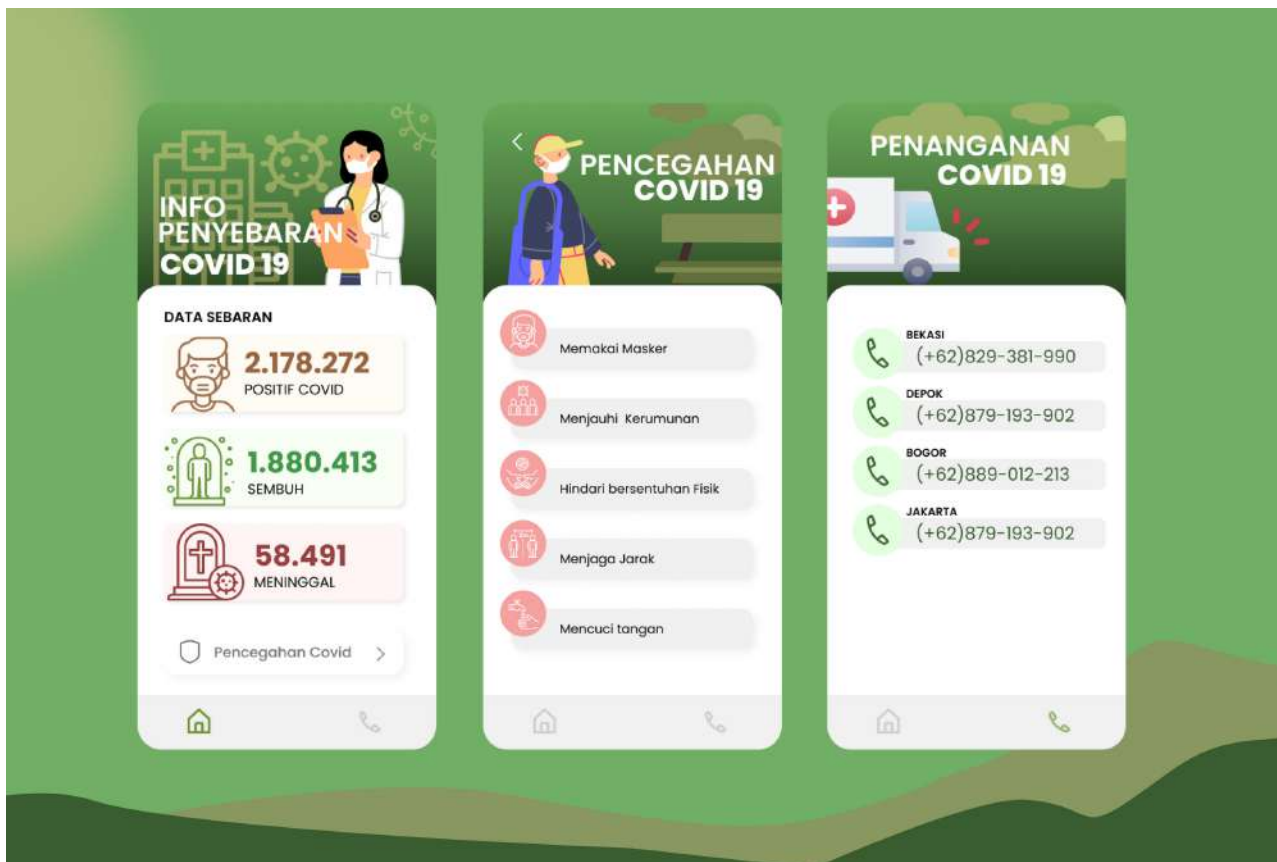 INFO
PENYEBARAN
COVID 19
DATA SEBARAN
2.178.272
POSITIF COVID
1.880.413
SEMBUH
58.491
MENINGGAL
Pencegahan Covid
PENCEGAHAN
COVID 19
Memakai Masker
Menjauhi Kerumunan
Hindari bersentuhan Fisik
Menjaga Jarak
Mencuci tangan
PENANGANAN
COVID 19
BEKASI
(+62)829-381-990
DEPOK
(+62)879-193-902
BOGOR
(+62)889-012-213
JAKARTA
(+62)879-193-902